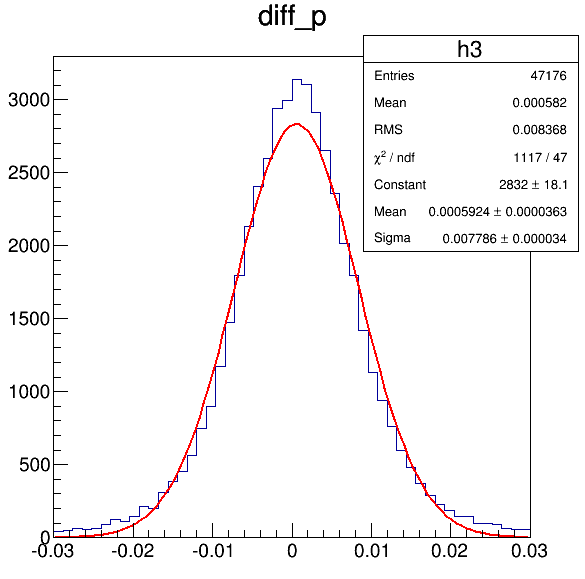 diff_p
h3
Entries 47176
Mean 0.000582
RMS 0.008368
χ² / ndf 1117 / 47
Constant 2832 ± 18.1
Mean 0.0005924 ± 0.0000363
Sigma 0.007786 ± 0.000034
3000
2500
2000
1500
1000
500
0
-0.03 -0.02 -0.01 0 0.01 0.02 0.03